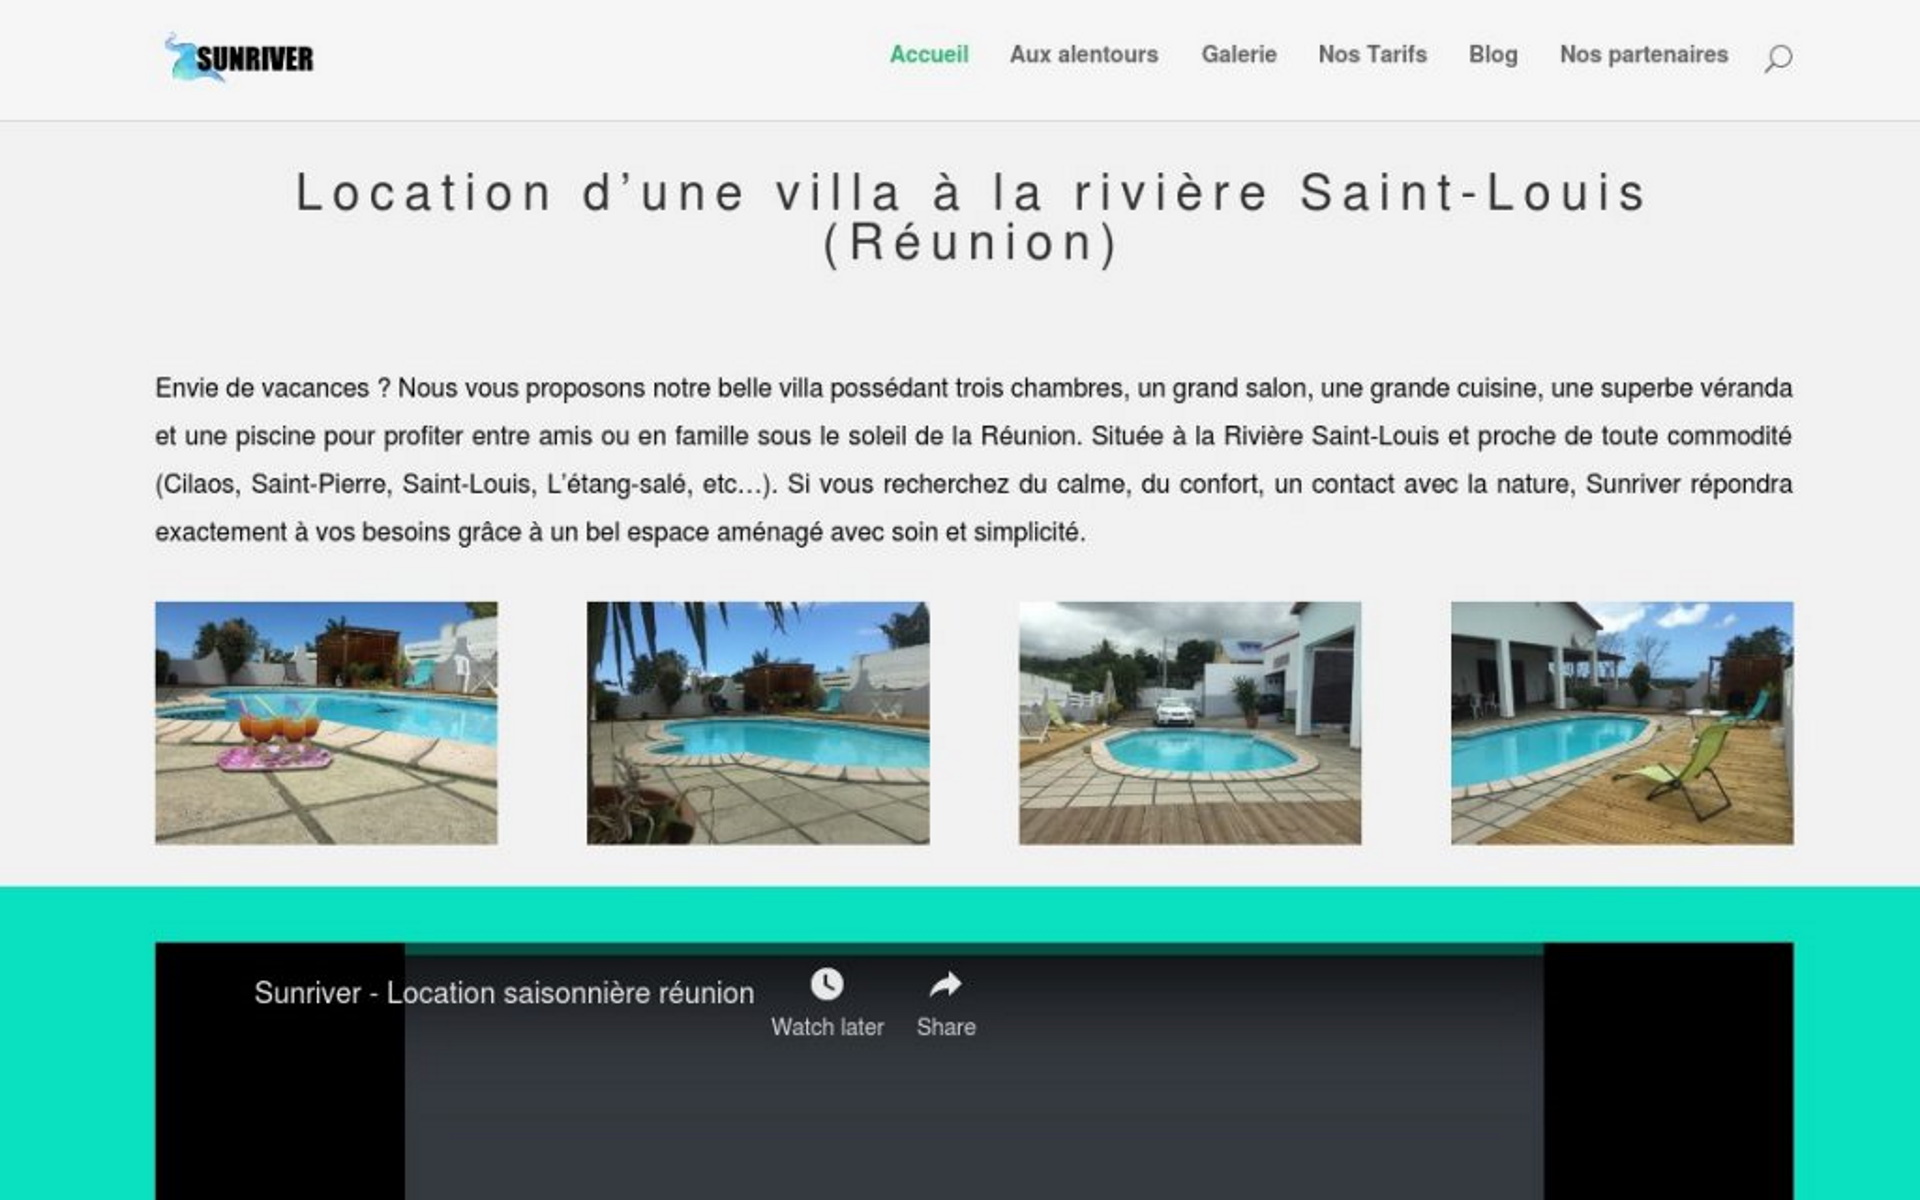 SUNRIVER
Accueil
Aux alentours
Galerie
Nos Tarifs
Blog
Nos partenaires
Location d’une villa à la rivière Saint-Louis
(Réunion)
Envie de vacances ? Nous vous proposons notre belle villa possédant trois chambres, un grand salon, une grande cuisine, une superbe véranda
et une piscine pour profiter entre amis ou en famille sous le soleil de la Réunion. Située à la Rivière Saint-Louis et proche de toute commodité
(Cilaos, Saint-Pierre, Saint-Louis, L’étang-salé, etc…). Si vous recherchez du calme, du confort, un contact avec la nature, Sunriver répondra
exactement à vos besoins grâce à un bel espace aménagé avec soin et simplicité.
Sunriver - Location saisonnière réunion
Watch later
Share